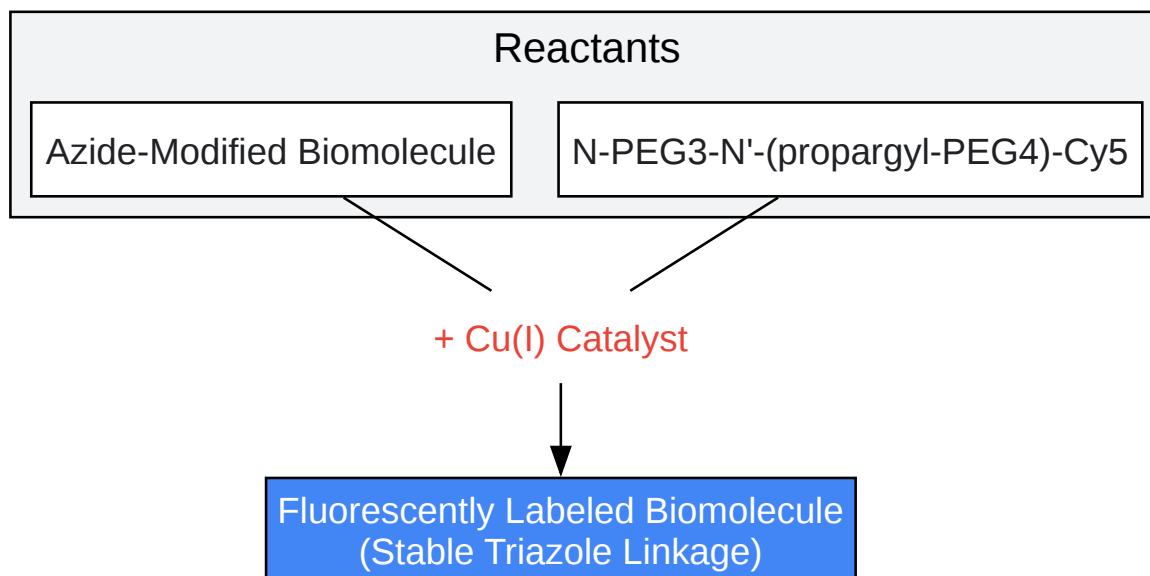 Reactants
Azide-Modified Biomolecule
N-PEG3-N'-(propargyl-PEG4)-Cy5
+ Cu(I) Catalyst
Fluorescently Labeled Biomolecule
(Stable Triazole Linkage)